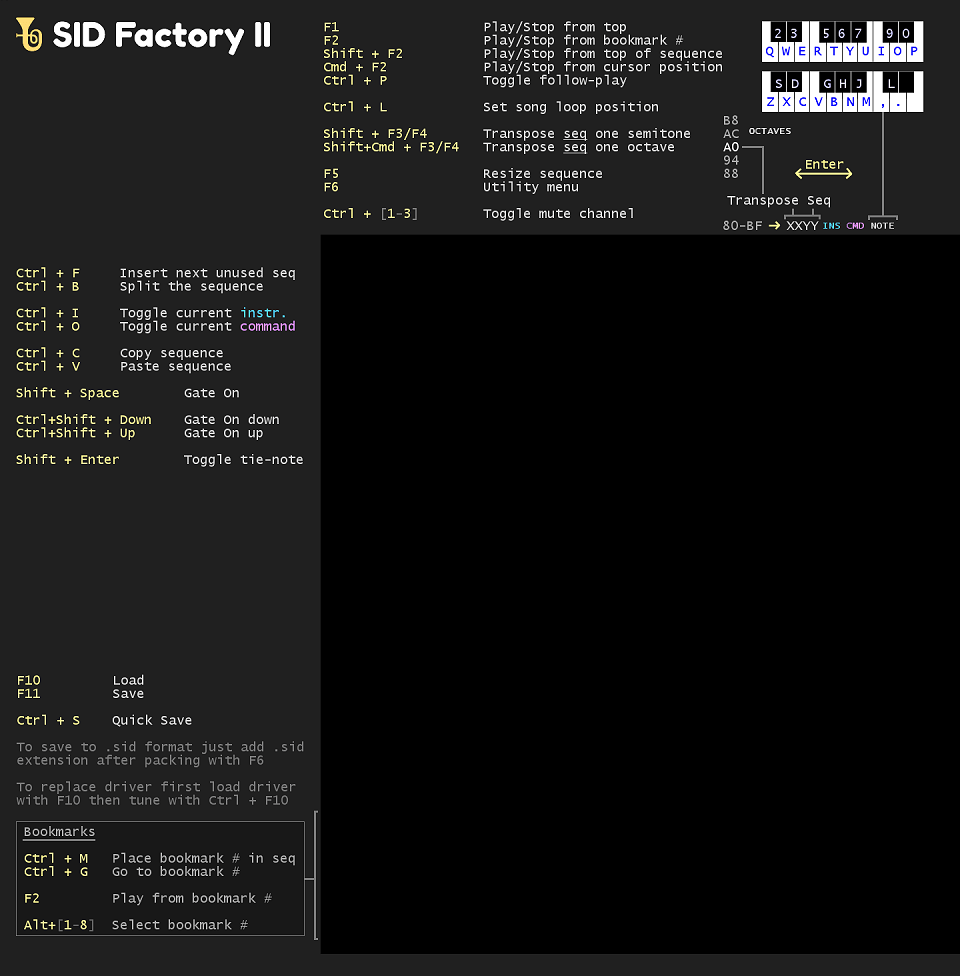 SID Factory II
F1 Play/Stop from top
F2 Play/Stop from bookmark #
Shift + F2 Play/Stop from top of sequence
Cmd + F2 Play/Stop from cursor position
Ctrl + P Toggle follow-play
Ctrl + L Set song loop position
Shift + F3/F4 Transpose seq one semitone
Shift+Cmd + F3/F4 Transpose seq one octave
F5 Resize sequence
F6 Utility menu
Ctrl + [1-3] Toggle mute channel
2 3 5 6 7 9 0
Q W E R T Y U I O P
S D G H J L
Z X C V B N M , .
B8
AC OCTAVES
A0
94
88
Enter
Transpose Seq
80-BF → XXYY INS CMD NOTE
Ctrl + F Insert next unused seq
Ctrl + B Split the sequence
Ctrl + I Toggle current instr.
Ctrl + O Toggle current command
Ctrl + C Copy sequence
Ctrl + V Paste sequence
Shift + Space Gate On
Ctrl+Shift + Down Gate On down
Ctrl+Shift + Up Gate On up
Shift + Enter Toggle tie-note
F10 Load
F11 Save
Ctrl + S Quick Save
To save to .sid format just add .sid
extension after packing with F6
To replace driver first load driver
with F10 then tune with Ctrl + F10
Bookmarks
Ctrl + M Place bookmark # in seq
Ctrl + G Go to bookmark #
F2 Play from bookmark #
Alt+[1-8] Select bookmark #